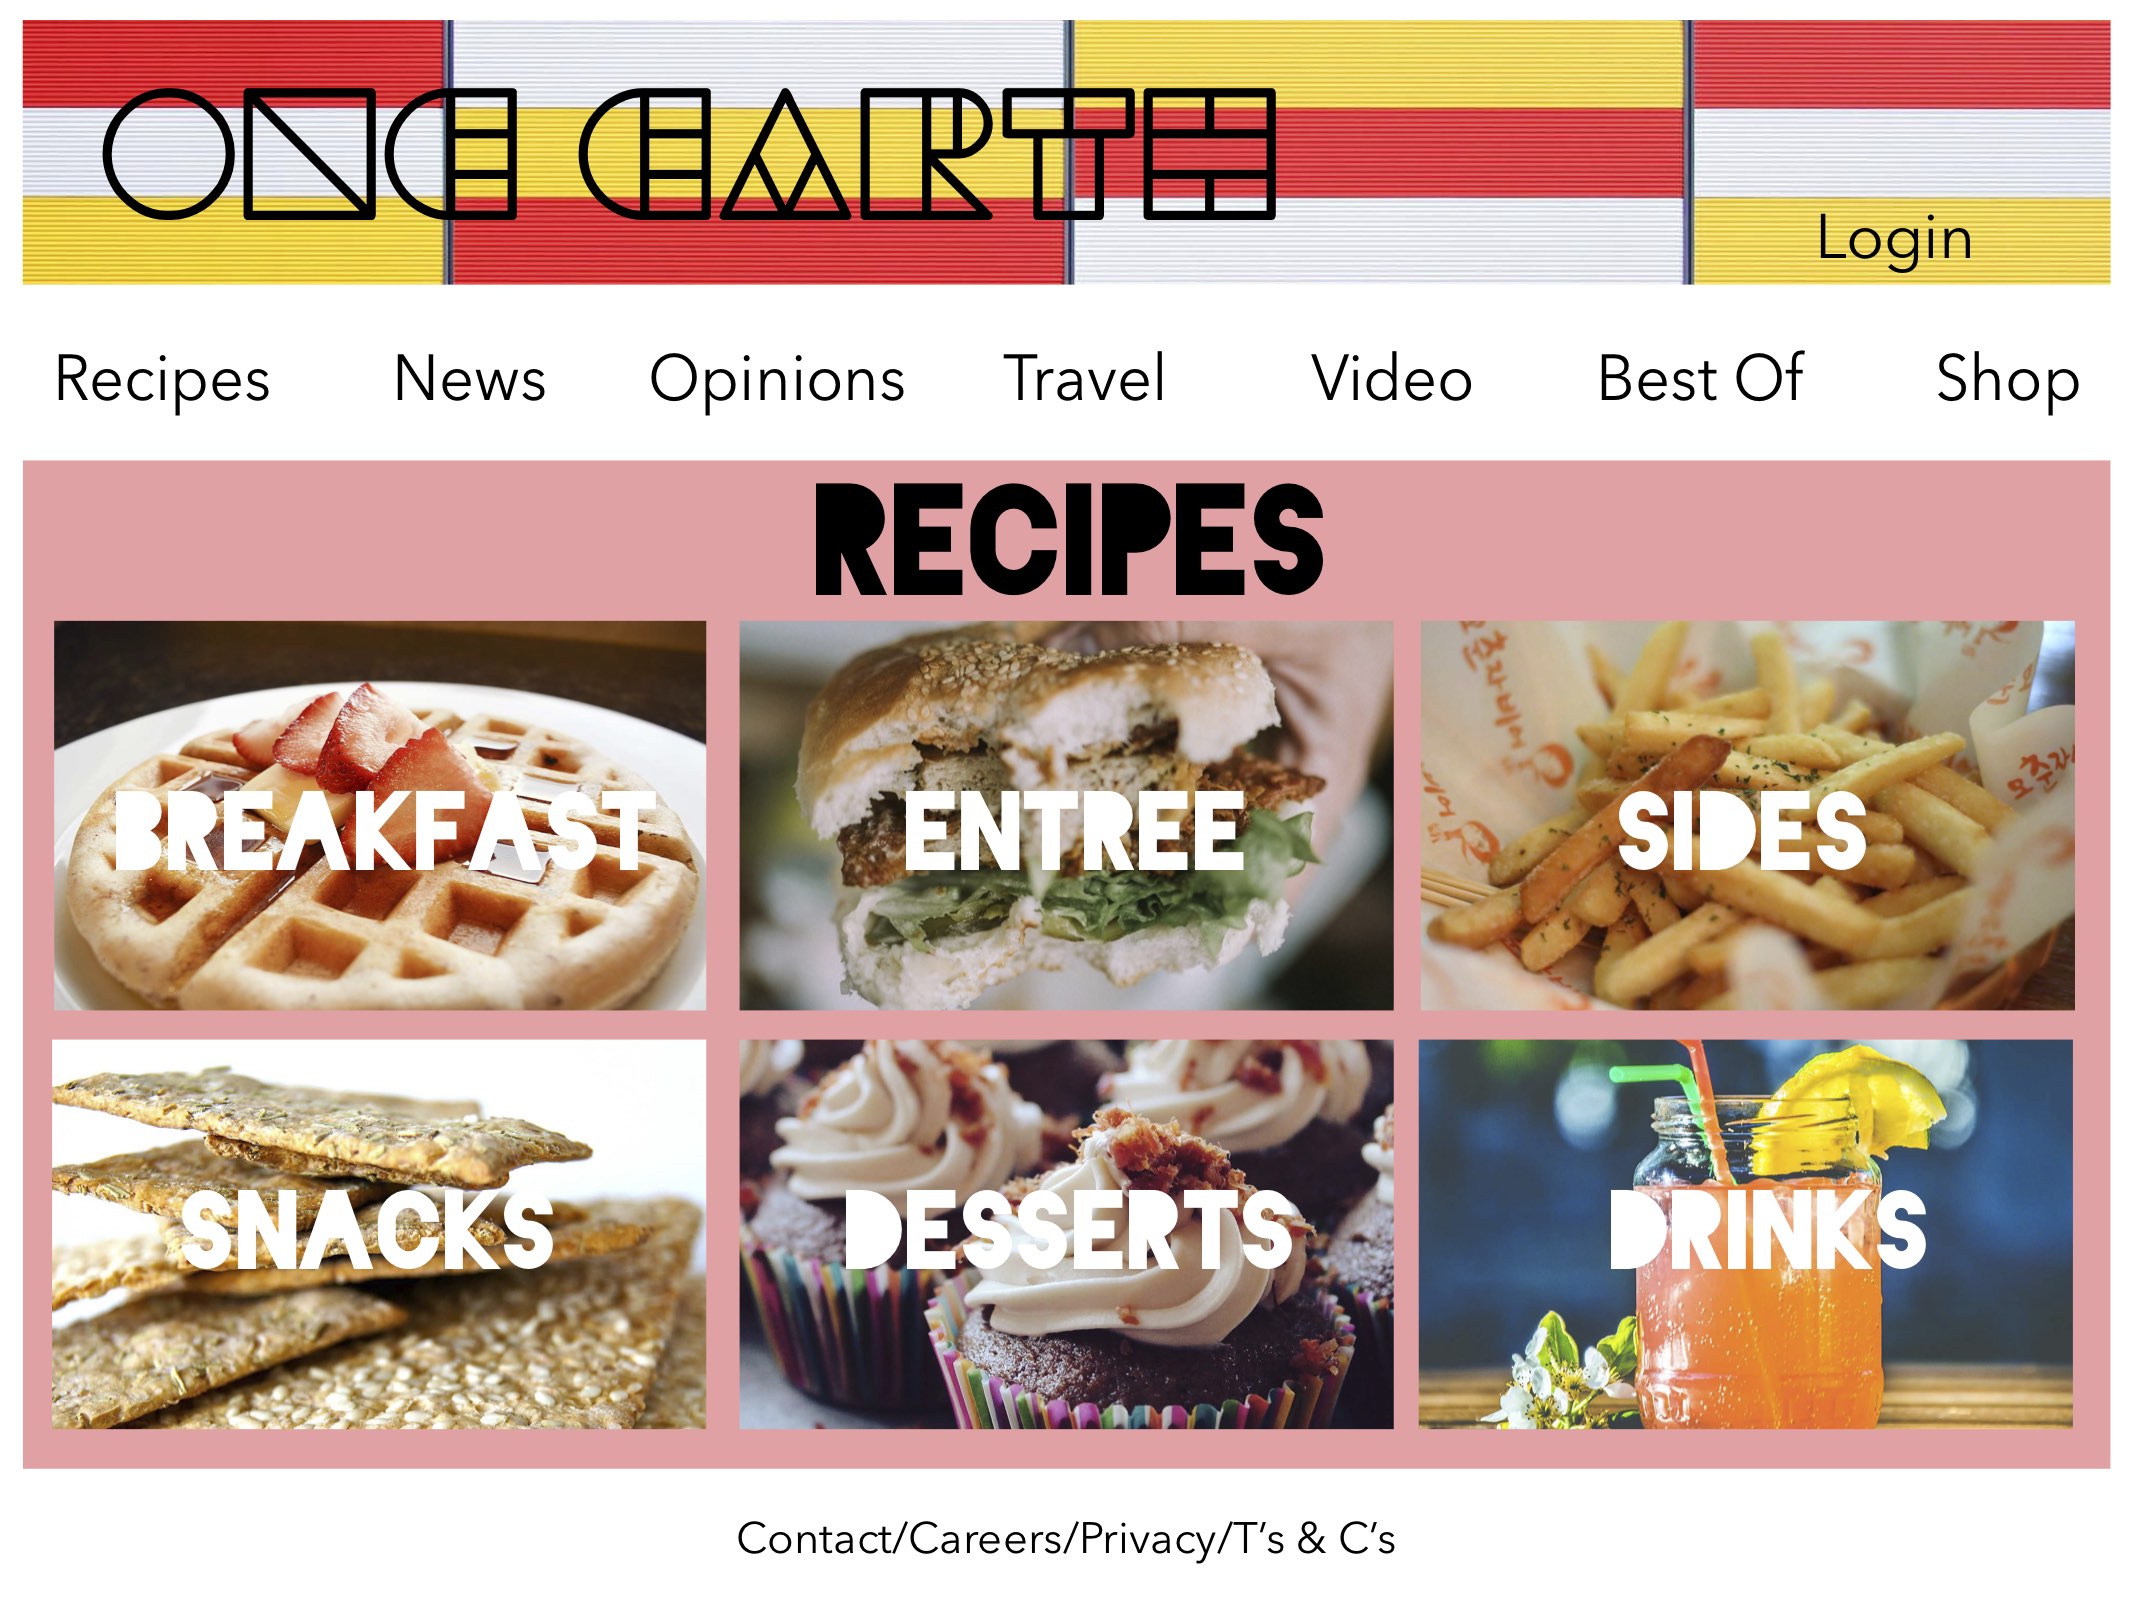 ONE EARTH
Login
Recipes News Opinions Travel Video Best Of Shop
RECIPES
BREAKFAST ENTREE SIDES
SNACKS DESSERTS DRINKS
Contact/Careers/Privacy/T’s & C’s